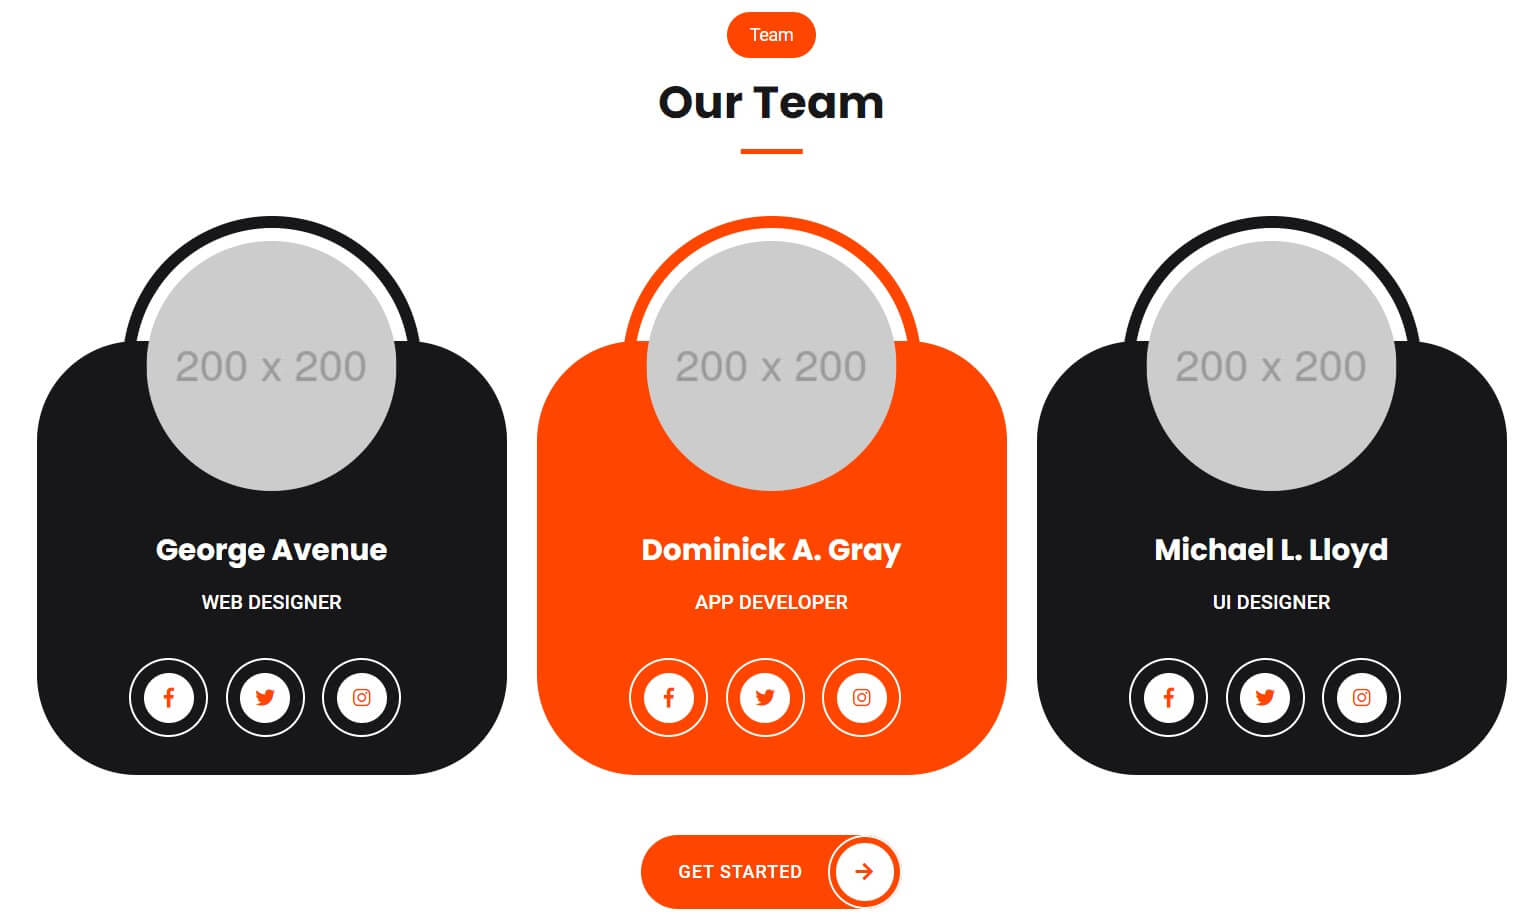 Team
Our Team
200 x 200
200 x 200
200 x 200
George Avenue
Dominick A. Gray
Michael L. Lloyd
WEB DESIGNER
APP DEVELOPER
UI DESIGNER
GET STARTED